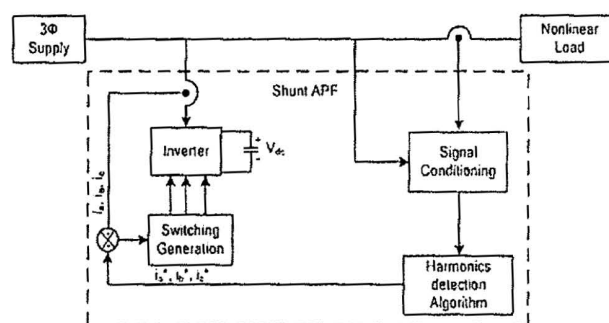 3Φ
Supply
Nonlinear
Load
Shunt APF
Inverter
+
-
Vdc
Signal
Conditioning
ia, ib, ic
Switching
Generation
ia*, ib*, ic*
Harmonics
detection
Algorithm